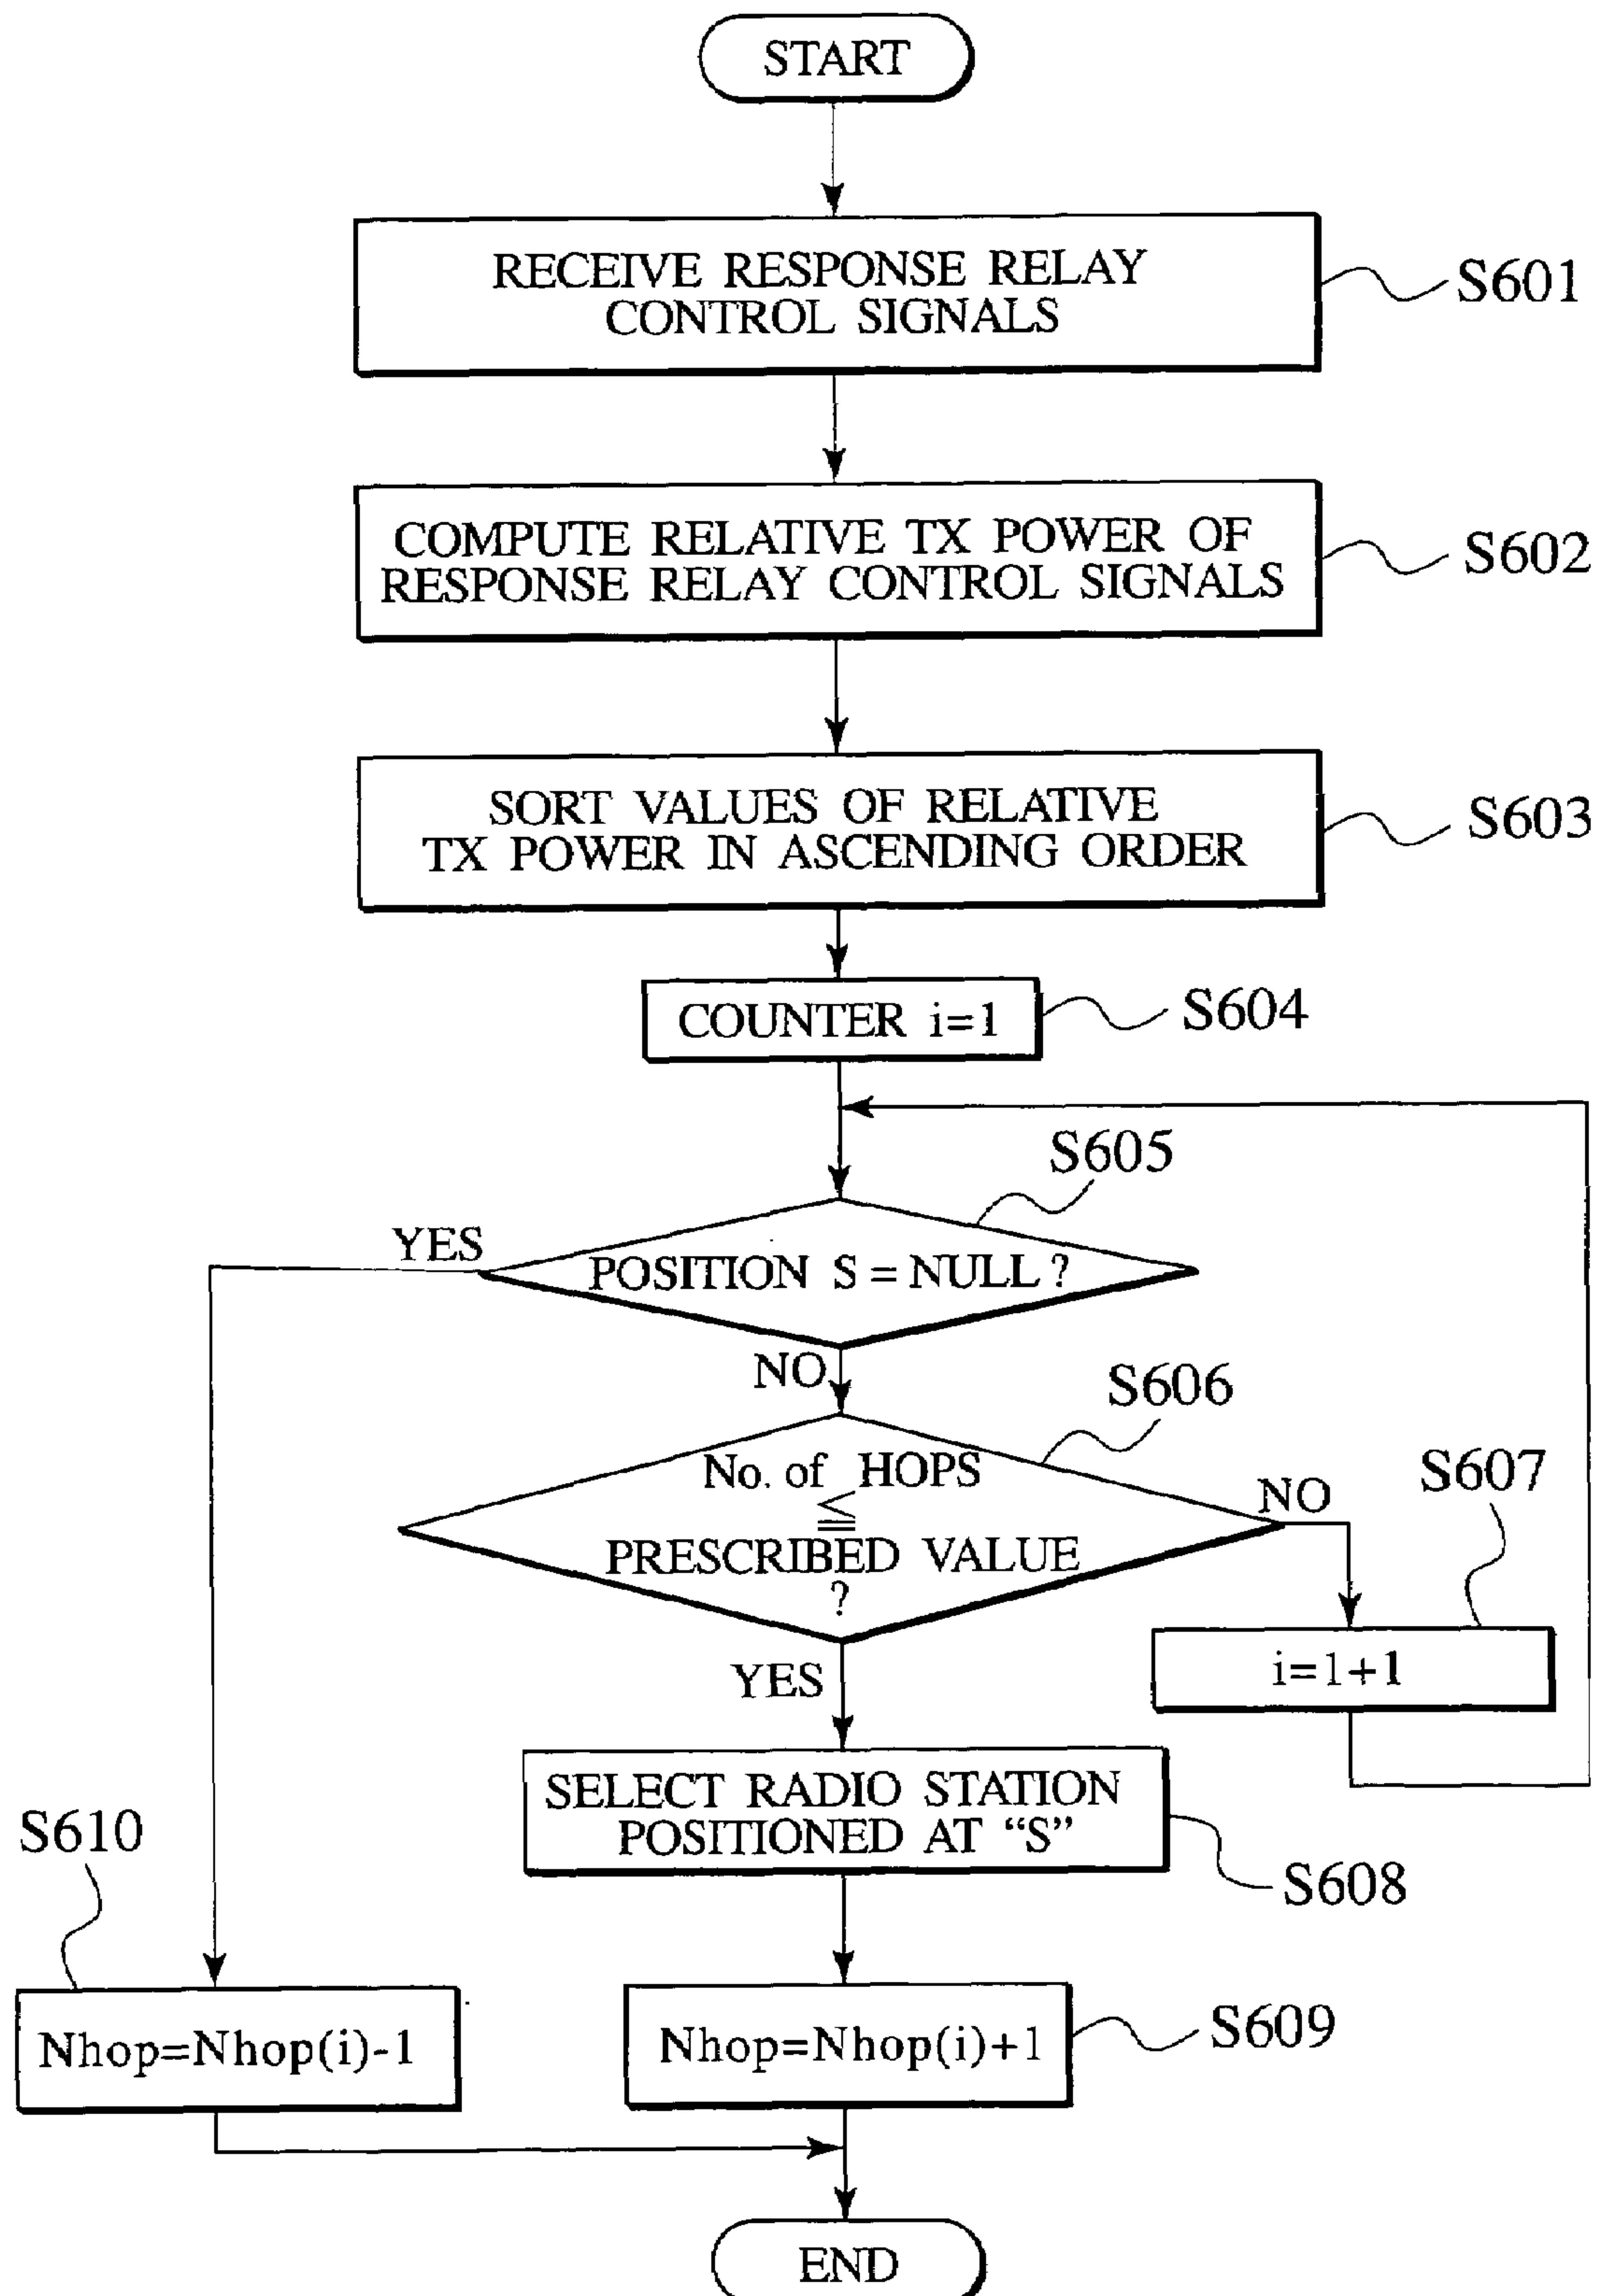 START
RECEIVE RESPONSE RELAY
CONTROL SIGNALS
S601
COMPUTE RELATIVE TX POWER OF
RESPONSE RELAY CONTROL SIGNALS
S602
SORT VALUES OF RELATIVE
TX POWER IN ASCENDING ORDER
S603
COUNTER i=1
S604
S605
YES
POSITION S = NULL ?
NO
S606
No. of HOPS
≦
PRESCRIBED VALUE
?
NO
S607
i=1+1
YES
SELECT RADIO STATION
POSITIONED AT “S”
S608
S610
Nhop=Nhop(i)-1
Nhop=Nhop(i)+1
S609
END